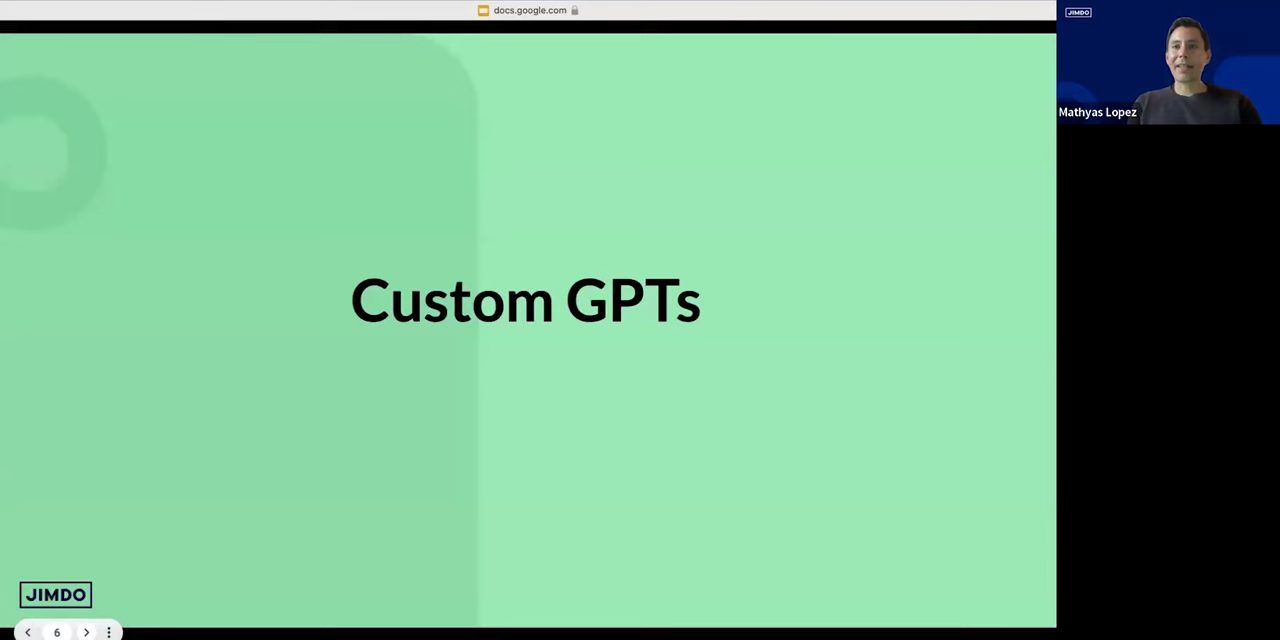 docs.google.com
JIMDO
Mathyas Lopez
Custom GPTs
JIMDO
6